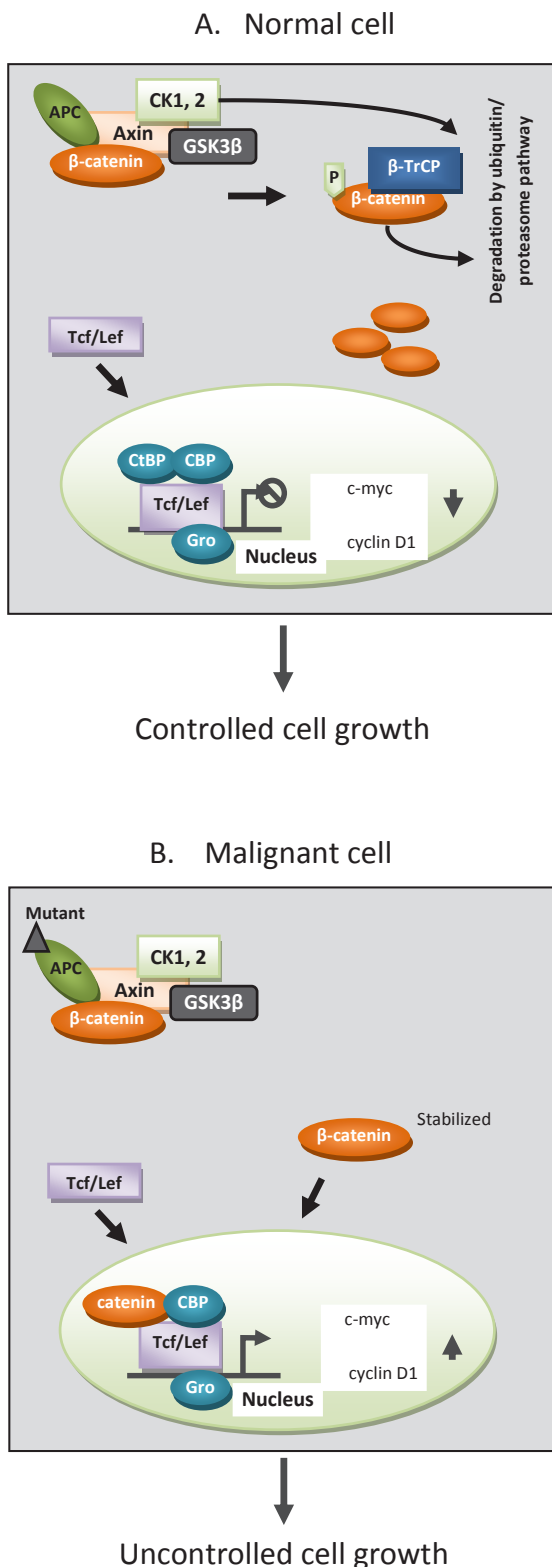 A. Normal cell
CK1, 2
APC
Axin
GSK3β
β-catenin
β-TrCP
P
β-catenin
Degradation by ubiquitin/
proteasome pathway
Tcf/Lef
CtBP
CBP
Tcf/Lef
Gro
Nucleus
c-myc
cyclin D1
Controlled cell growth
B. Malignant cell
Mutant
CK1, 2
APC
Axin
GSK3β
β-catenin
Stabilized
β-catenin
Tcf/Lef
catenin
CBP
Tcf/Lef
Gro
Nucleus
c-myc
cyclin D1
Uncontrolled cell growth